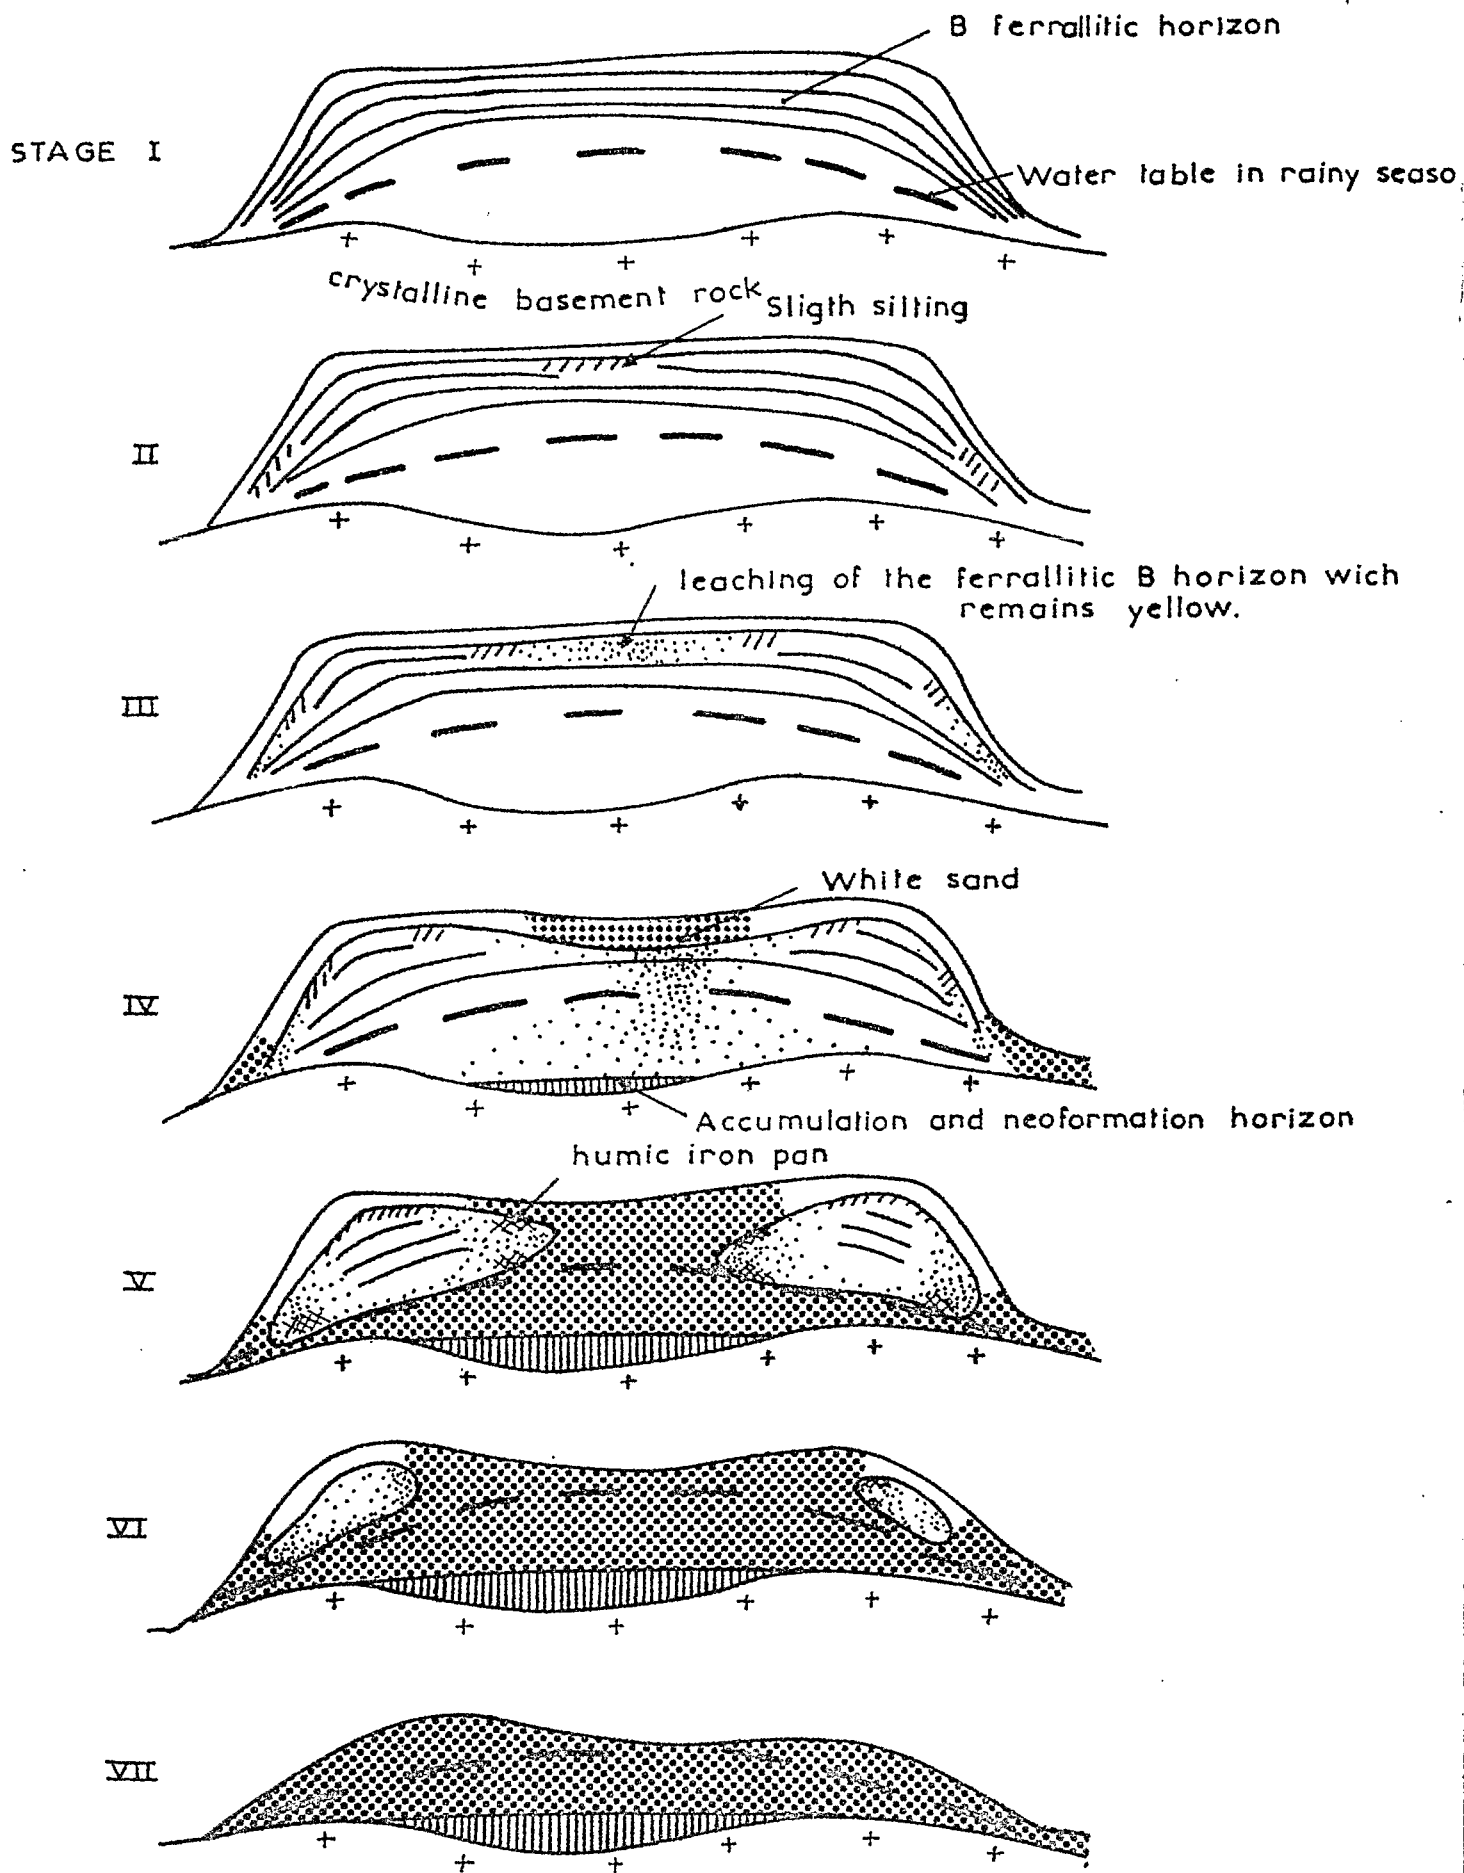 B ferrallitic horizon
STAGE I
Water table in rainy seaso
crystalline basement rock
Sligth silting
II
leaching of the ferrallitic B horizon wich
remains yellow.
III
White sand
IV
Accumulation and neoformation horizon
humic iron pan
V
VI
VII